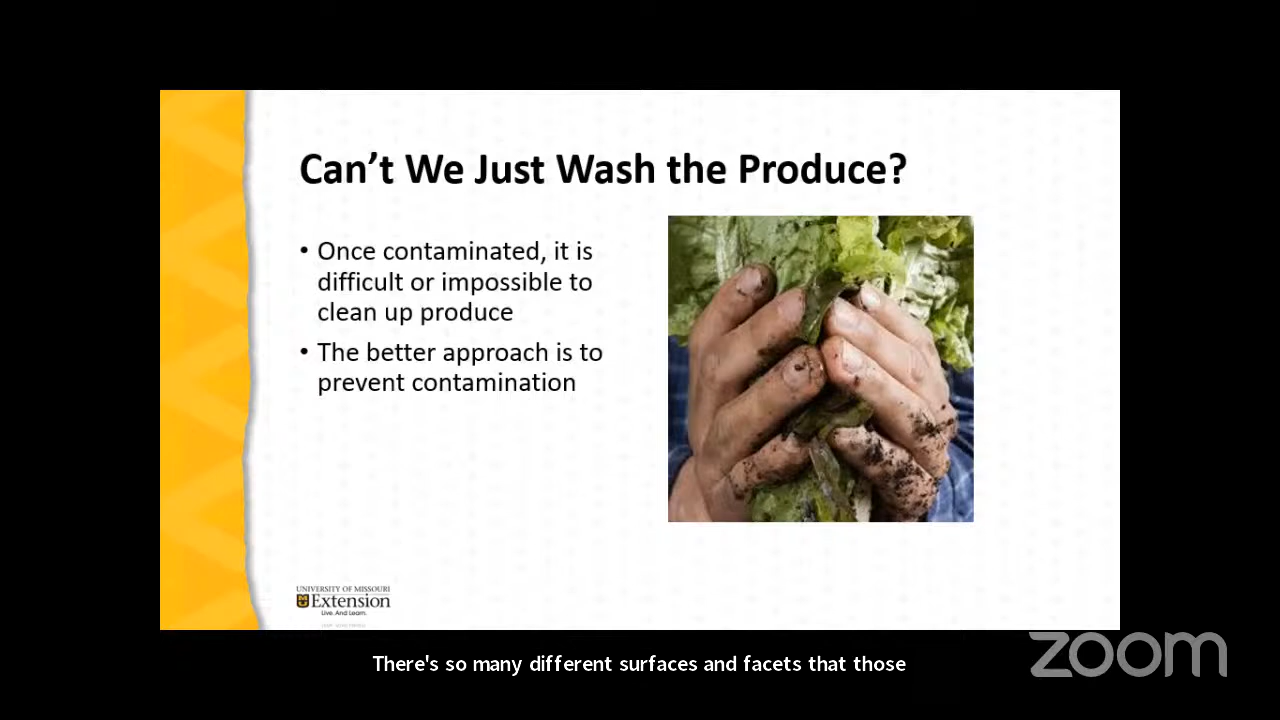 Can't We Just Wash the Produce?
• Once contaminated, it is
difficult or impossible to
clean up produce
• The better approach is to
prevent contamination
UNIVERSITY OF MISSOURI
Extension
Live. And Learn.
There's so many different surfaces and facets that those
zoom